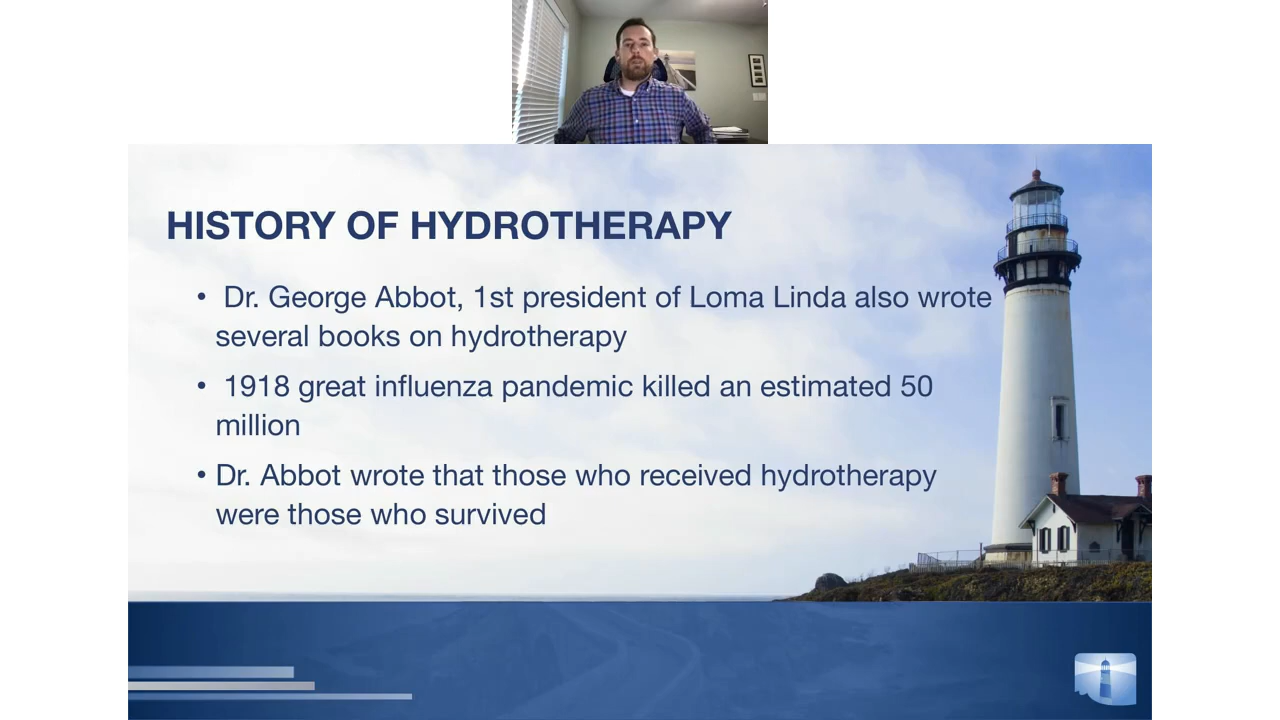 HISTORY OF HYDROTHERAPY
• Dr. George Abbot, 1st president of Loma Linda also wrote
several books on hydrotherapy
• 1918 great influenza pandemic killed an estimated 50
million
• Dr. Abbot wrote that those who received hydrotherapy
were those who survived